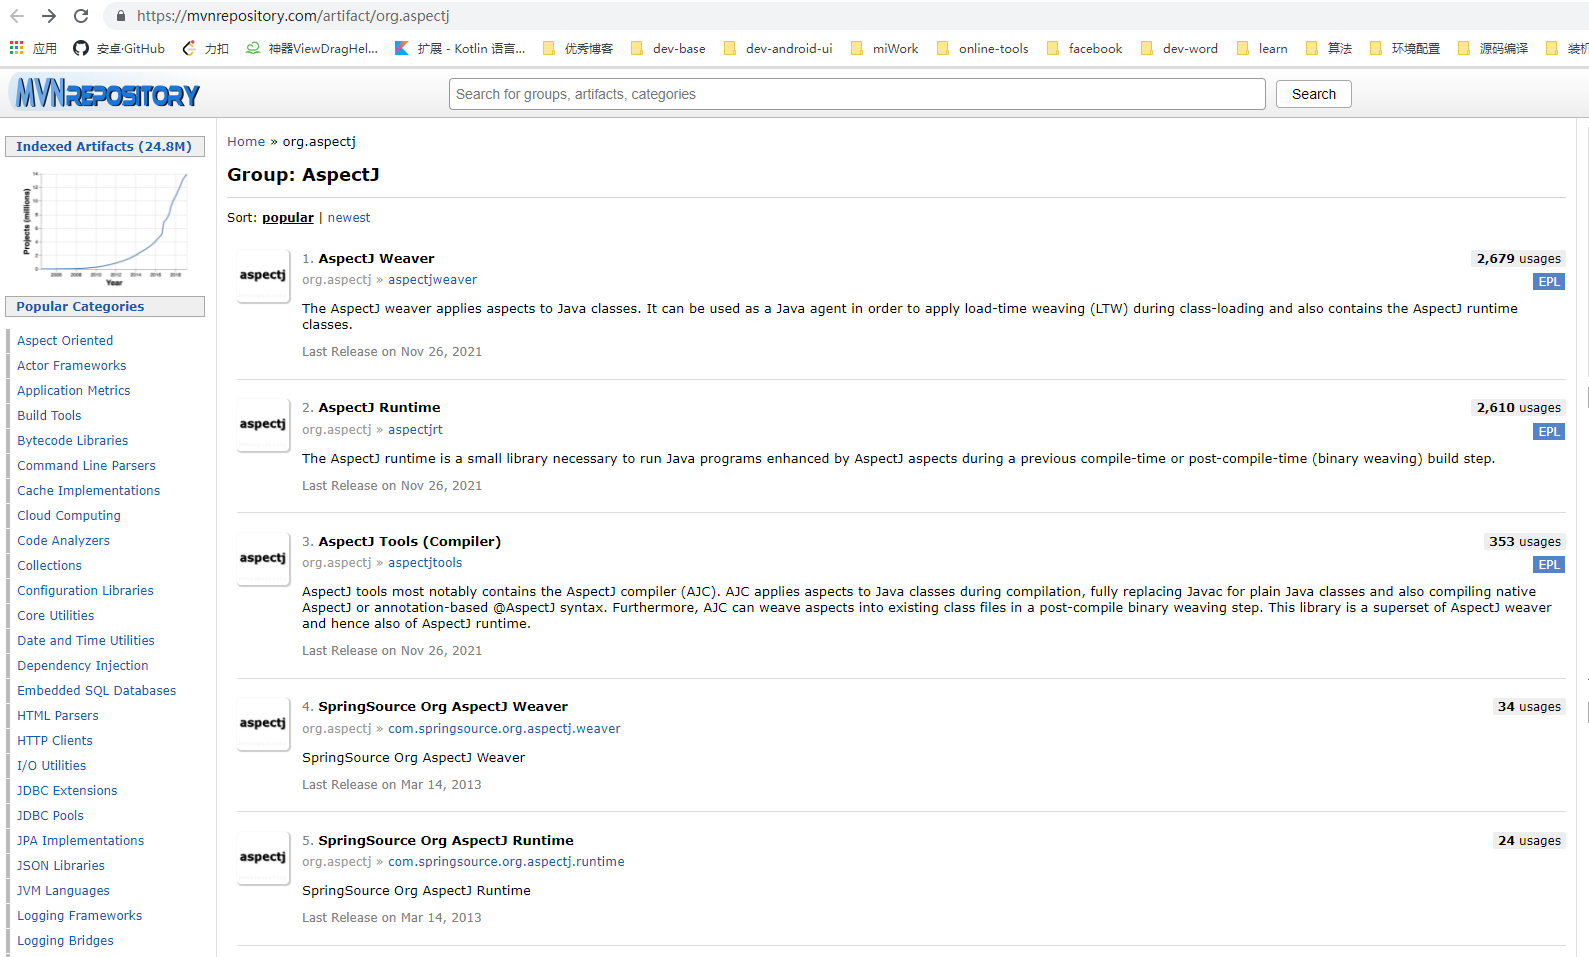 https://mvnrepository.com/artifact/org.aspectj
应用 安卓·GitHub 力扣 神器ViewDragHel... 扩展 - Kotlin 语言... 优秀博客 dev-base dev-android-ui miWork online-tools facebook dev-word learn 算法 环境配置 源码编译
MVNREPOSITORY
Search for groups, artifacts, categories
Search
Indexed Artifacts (24.8M)
Projects (millions)
14
12
10
8
6
4
2
0
2006 2008 2010 2012 2014 2016 2018
Year
Popular Categories
Aspect Oriented
Actor Frameworks
Application Metrics
Build Tools
Bytecode Libraries
Command Line Parsers
Cache Implementations
Cloud Computing
Code Analyzers
Collections
Configuration Libraries
Core Utilities
Date and Time Utilities
Dependency Injection
Embedded SQL Databases
HTML Parsers
HTTP Clients
I/O Utilities
JDBC Extensions
JDBC Pools
JPA Implementations
JSON Libraries
JVM Languages
Logging Frameworks
Logging Bridges
Home » org.aspectj
Group: AspectJ
Sort: popular | newest
aspectj
1. AspectJ Weaver
2,679 usages
org.aspectj » aspectjweaver
EPL
The AspectJ weaver applies aspects to Java classes. It can be used as a Java agent in order to apply load-time weaving (LTW) during class-loading and also contains the AspectJ runtime
classes.
Last Release on Nov 26, 2021
aspectj
2. AspectJ Runtime
2,610 usages
org.aspectj » aspectjrt
EPL
The AspectJ runtime is a small library necessary to run Java programs enhanced by AspectJ aspects during a previous compile-time or post-compile-time (binary weaving) build step.
Last Release on Nov 26, 2021
aspectj
3. AspectJ Tools (Compiler)
353 usages
org.aspectj » aspectjtools
EPL
AspectJ tools most notably contains the AspectJ compiler (AJC). AJC applies aspects to Java classes during compilation, fully replacing Javac for plain Java classes and also compiling native
AspectJ or annotation-based @AspectJ syntax. Furthermore, AJC can weave aspects into existing class files in a post-compile binary weaving step. This library is a superset of AspectJ weaver
and hence also of AspectJ runtime.
Last Release on Nov 26, 2021
aspectj
4. SpringSource Org AspectJ Weaver
34 usages
org.aspectj » com.springsource.org.aspectj.weaver
SpringSource Org AspectJ Weaver
Last Release on Mar 14, 2013
aspectj
5. SpringSource Org AspectJ Runtime
24 usages
org.aspectj » com.springsource.org.aspectj.runtime
SpringSource Org AspectJ Runtime
Last Release on Mar 14, 2013